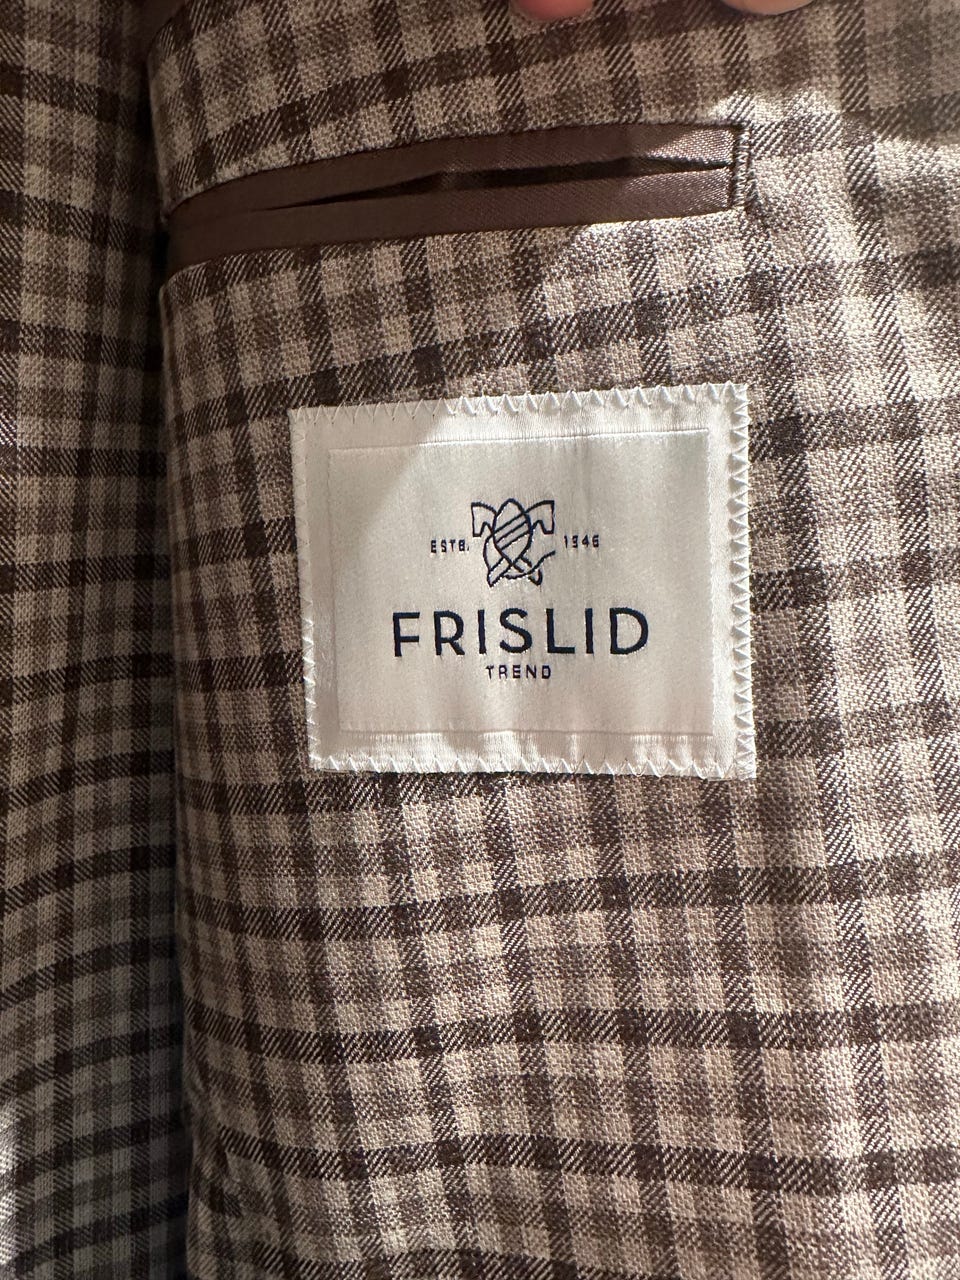 ESTB. 1946
FRISLID
TREND